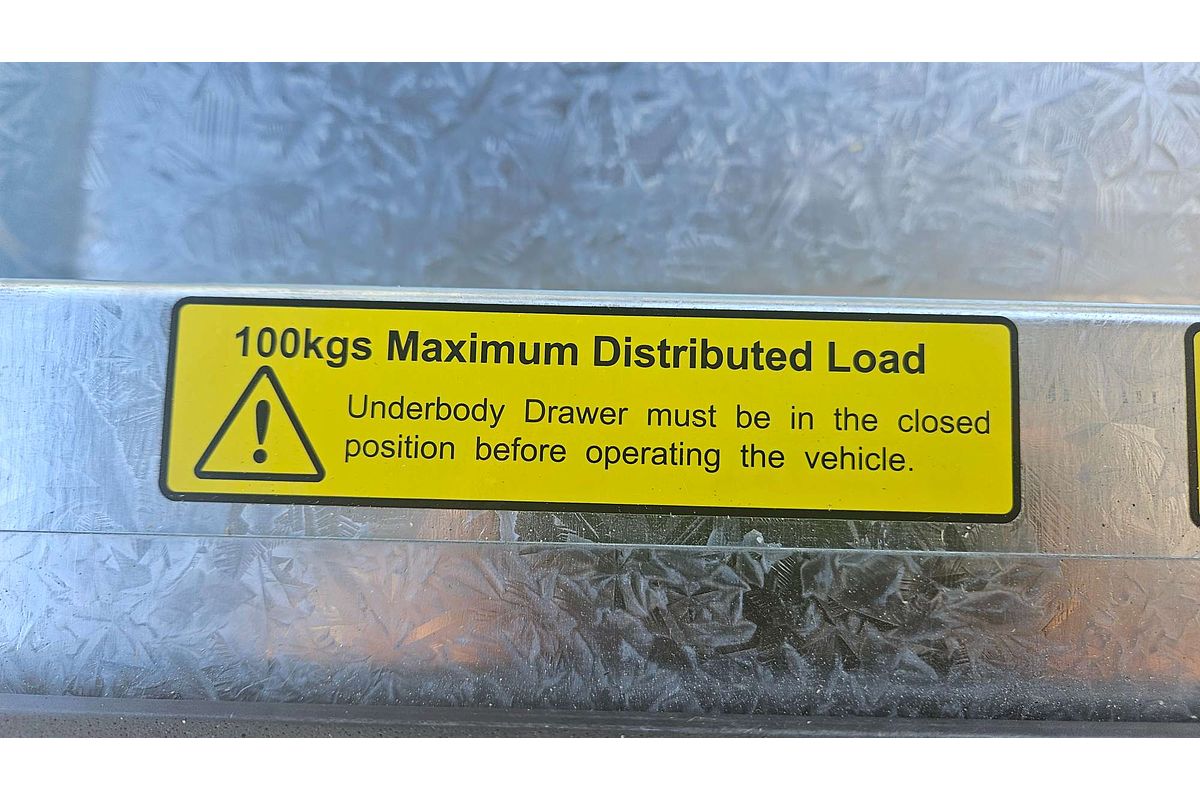 100kgs Maximum Distributed Load
Underbody Drawer must be in the closed
position before operating the vehicle.